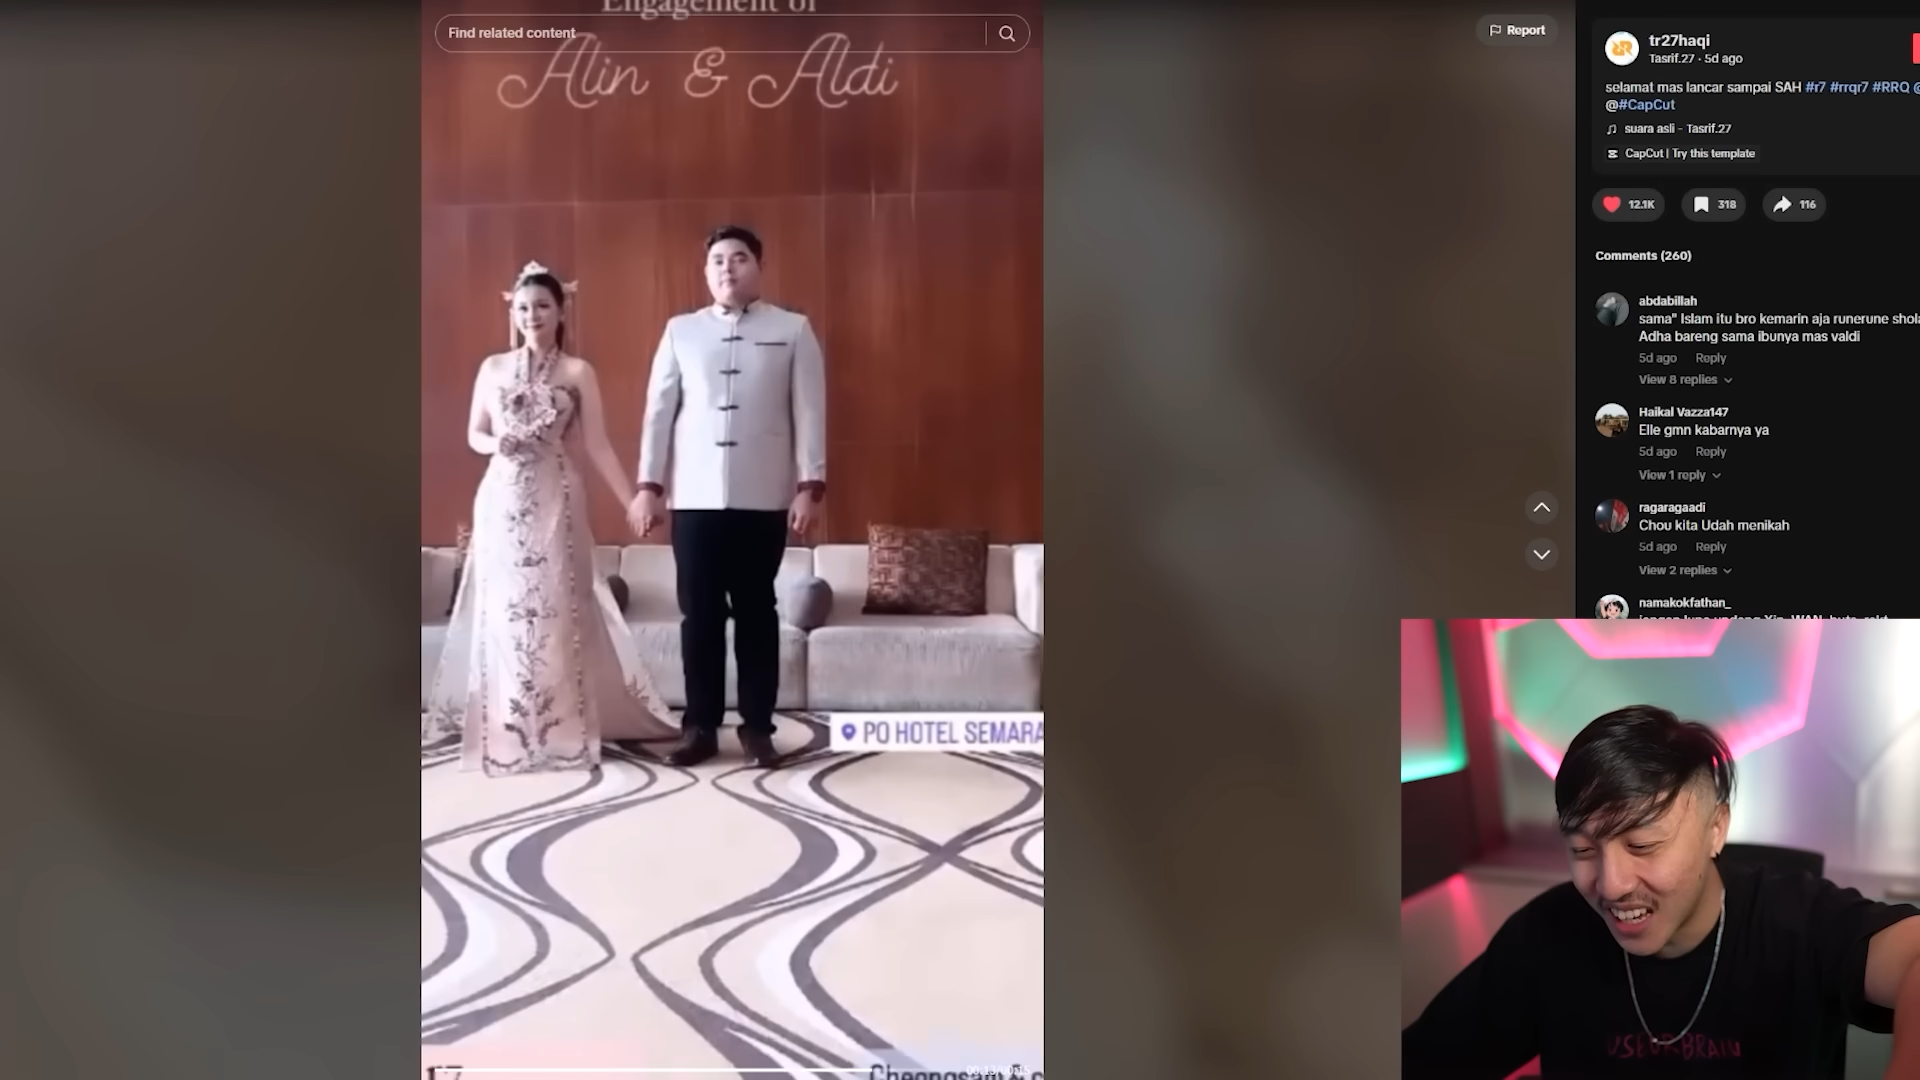 Engagement of
Find related content
Alin & Aldi
Report
tr27haqi
Tasrif.27 · 5d ago
selamat mas lancar sampai SAH #r7 #rrqr7 #RRQ @
@#CapCut
suara asli - Tasrif.27
CapCut | Try this template
12.1K
318
116
Comments (260)
abdabillah
sama" Islam itu bro kemarin aja runerune shola
Adha bareng sama ibunya mas valdi
5d ago Reply
View 8 replies
Haikal Vazza147
Elle gmn kabarnya ya
5d ago Reply
View 1 reply
ragaragaadi
Chou kita Udah menikah
5d ago Reply
View 2 replies
namakokfathan_
PO HOTEL SEMARA
17
Cheongsam &
USEURBRAIN